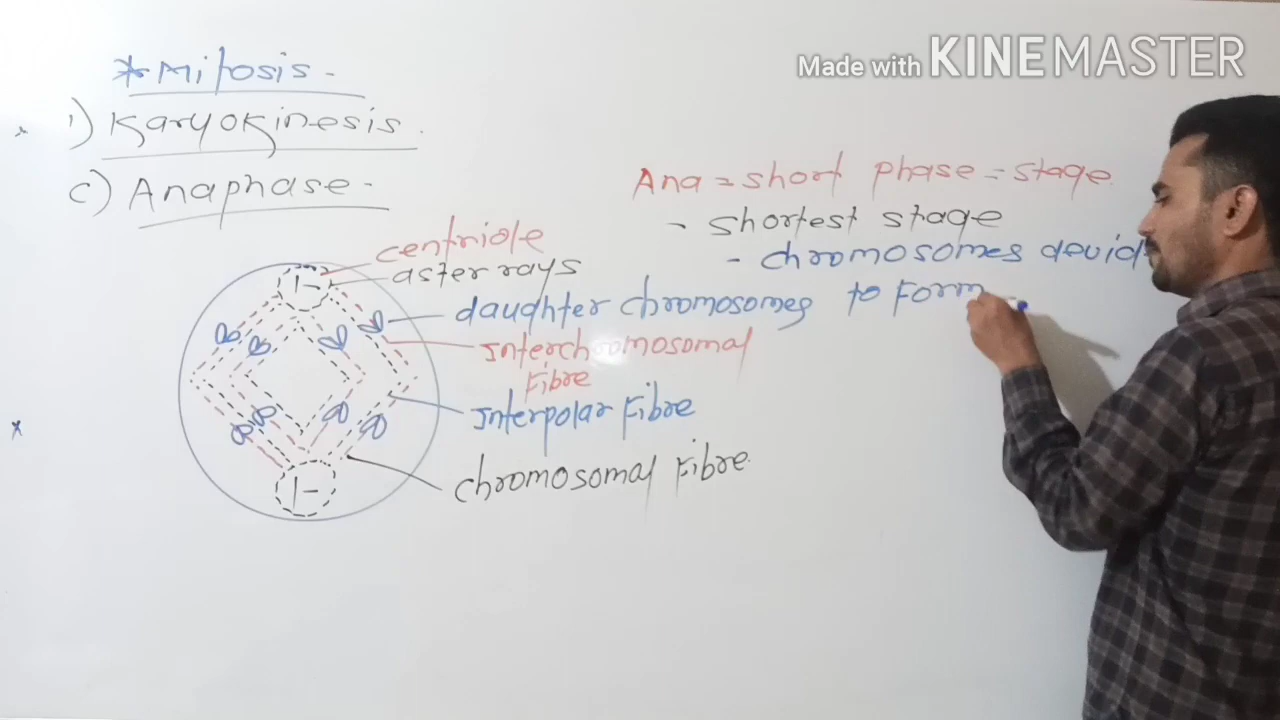 Made with KINEMASTER
* Mitosis -
1) Karyokinesis.
c) Anaphase -
Ana = short phase = stage.
- shortest stage
- chromosomes devid
to form
centriole
aster rays
daughter chromosomes
Interchromosomal
Fibre
Interpolar Fibre
chromosomal Fibre.